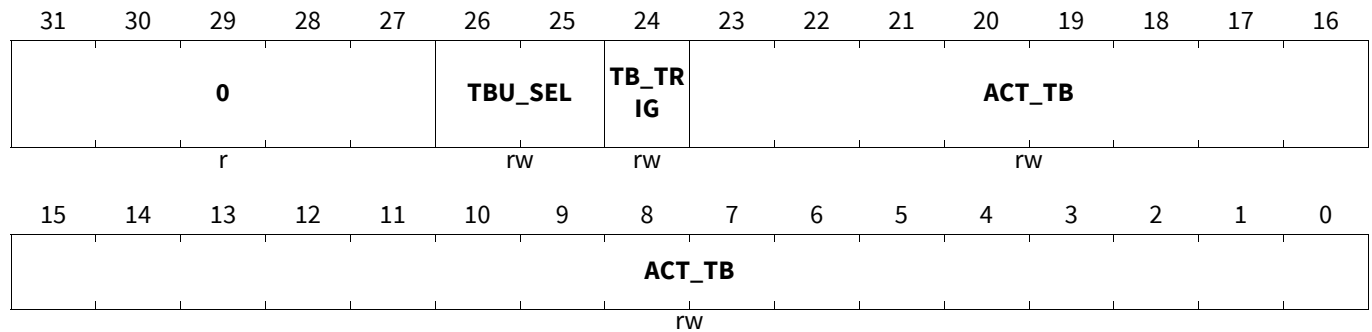 31 30 29 28 27 26 25 24 23 22 21 20 19 18 17 16
0 TBU_SEL TB_TR ACT_TB
IG
r rw rw rw
15 14 13 12 11 10 9 8 7 6 5 4 3 2 1 0
ACT_TB
rw